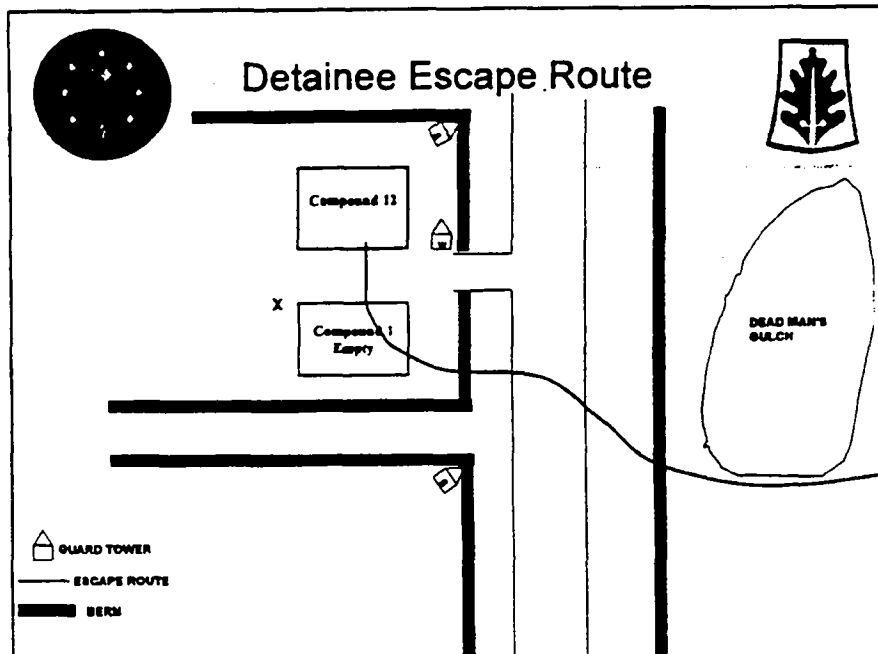 Detainee Escape Route
Compound 12
X
Compound 1
Empty
DEAD MAN'S
GULCH
GUARD TOWER
ESCAPE ROUTE
BERM